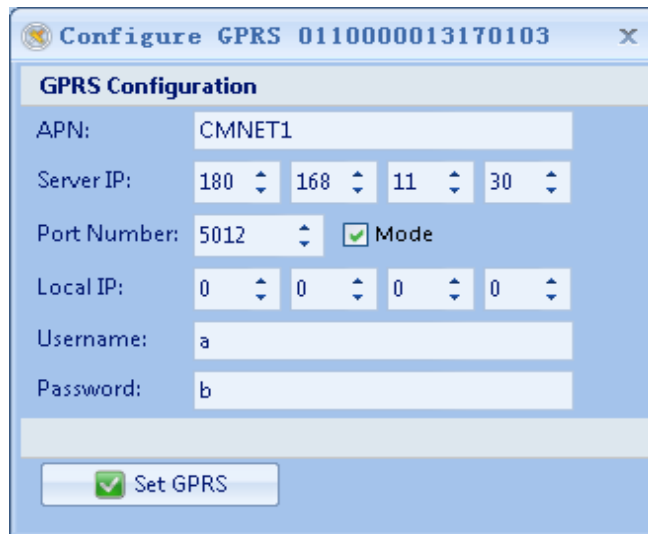 Configure GPRS 0110000013170103
GPRS Configuration
APN: CMNET1
Server IP: 180 168 11 30
Port Number: 5012 Mode
Local IP: 0 0 0 0
Username: a
Password: b
Set GPRS